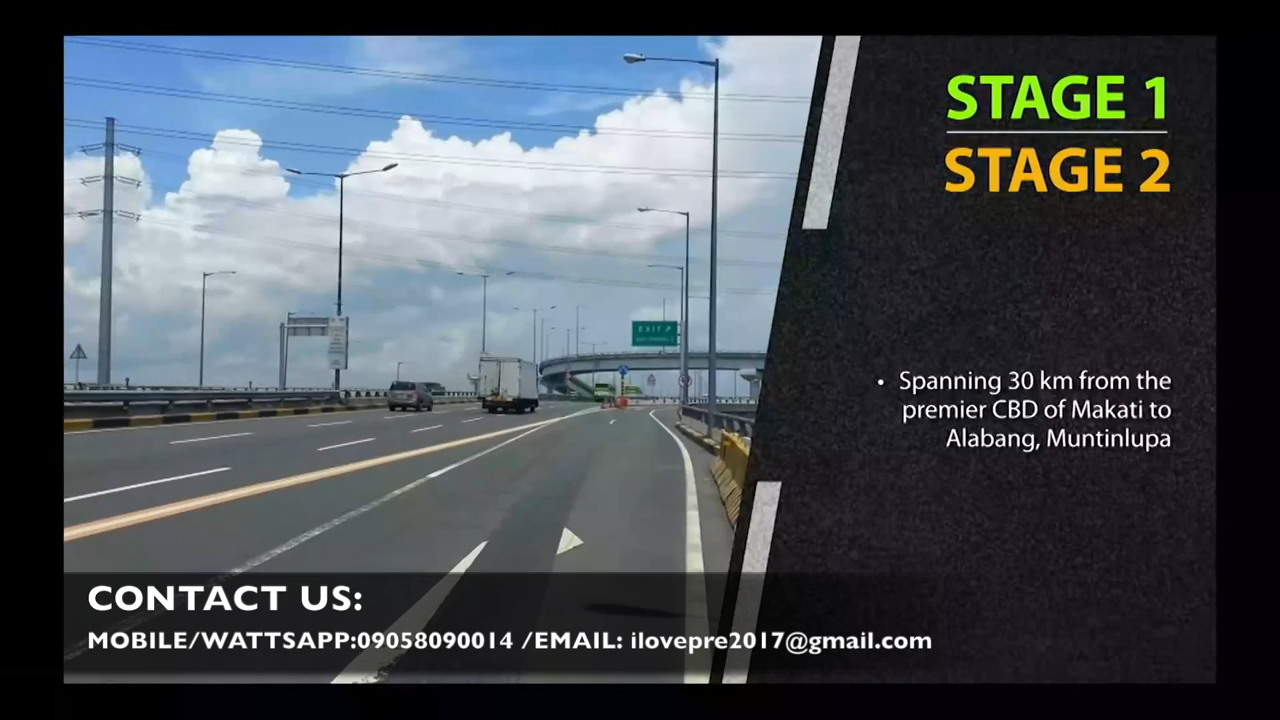 STAGE 1
STAGE 2
EXIT
• Spanning 30 km from the
premier CBD of Makati to
Alabang, Muntinlupa
CONTACT US:
MOBILE/WATTSAPP:09058090014 /EMAIL: ilovepre2017@gmail.com